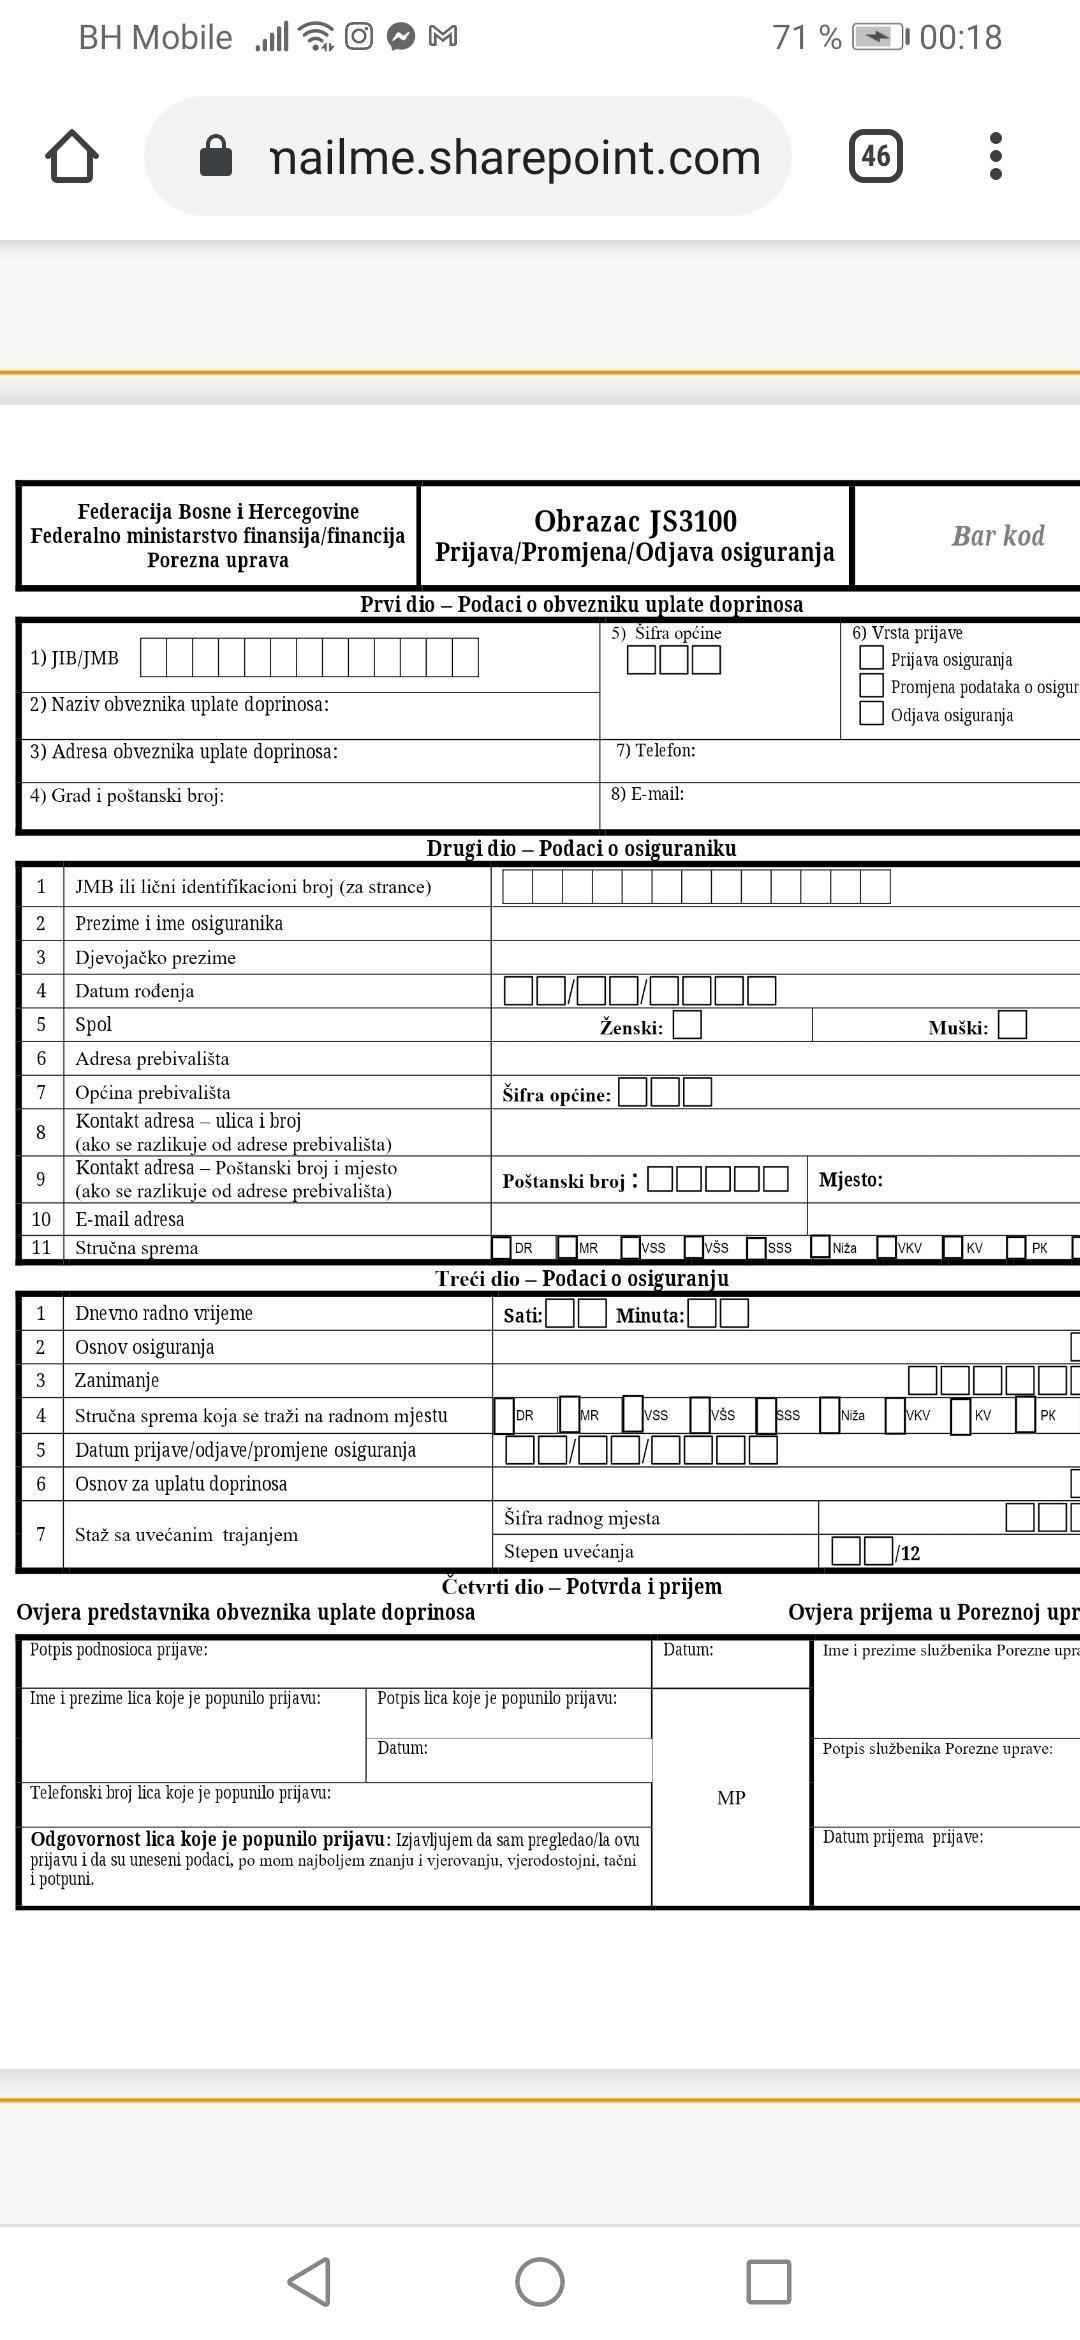 BH Mobile 71 % 00:18
nailme.sharepoint.com 46
Federacija Bosne i Hercegovine
Federalno ministarstvo finansija/financija
Porezna uprava
Obrazac JS3100
Prijava/Promjena/Odjava osiguranja
Bar kod
Prvi dio – Podaci o obvezniku uplate doprinosa
1) JIB/JMB
2) Naziv obveznika uplate doprinosa:
3) Adresa obveznika uplate doprinosa:
4) Grad i poštanski broj:
5) Šifra općine
6) Vrsta prijave
Prijava osiguranja
Promjena podataka o osigur
Odjava osiguranja
7) Telefon:
8) E-mail:
Drugi dio – Podaci o osiguraniku
1 JMB ili lični identifikacioni broj (za strance)
2 Prezime i ime osiguranika
3 Djevojačko prezime
4 Datum rođenja / /
5 Spol Ženski: Muški:
6 Adresa prebivališta
7 Općina prebivališta Šifra općine:
8 Kontakt adresa – ulica i broj
(ako se razlikuje od adrese prebivališta)
9 Kontakt adresa – Poštanski broj i mjesto
(ako se razlikuje od adrese prebivališta)
Poštanski broj : Mjesto:
10 E-mail adresa
11 Stručna sprema DR MR VSS VŠS SSS Niža VKV KV PK
Treći dio – Podaci o osiguranju
1 Dnevno radno vrijeme Sati: Minuta:
2 Osnov osiguranja
3 Zanimanje
4 Stručna sprema koja se traži na radnom mjestu DR MR VSS VŠS SSS Niža VKV KV PK
5 Datum prijave/odjave/promjene osiguranja / /
6 Osnov za uplatu doprinosa
7 Staž sa uvećanim trajanjem
Šifra radnog mjesta
Stepen uvećanja /12
Četvrti dio – Potvrda i prijem
Ovjera predstavnika obveznika uplate doprinosa Ovjera prijema u Poreznoj upr
Potpis podnosioca prijave:
Datum:
Ime i prezime službenika Porezne upra
Ime i prezime lica koje je popunilo prijavu:
Potpis lica koje je popunilo prijavu:
Datum:
Potpis službenika Porezne uprave:
Telefonski broj lica koje je popunilo prijavu:
MP
Datum prijema prijave:
Odgovornost lica koje je popunilo prijavu: Izjavljujem da sam pregledao/la ovu
prijavu i da su uneseni podaci, po mom najboljem znanju i vjerovanju, vjerodostojni, tačni
i potpuni.